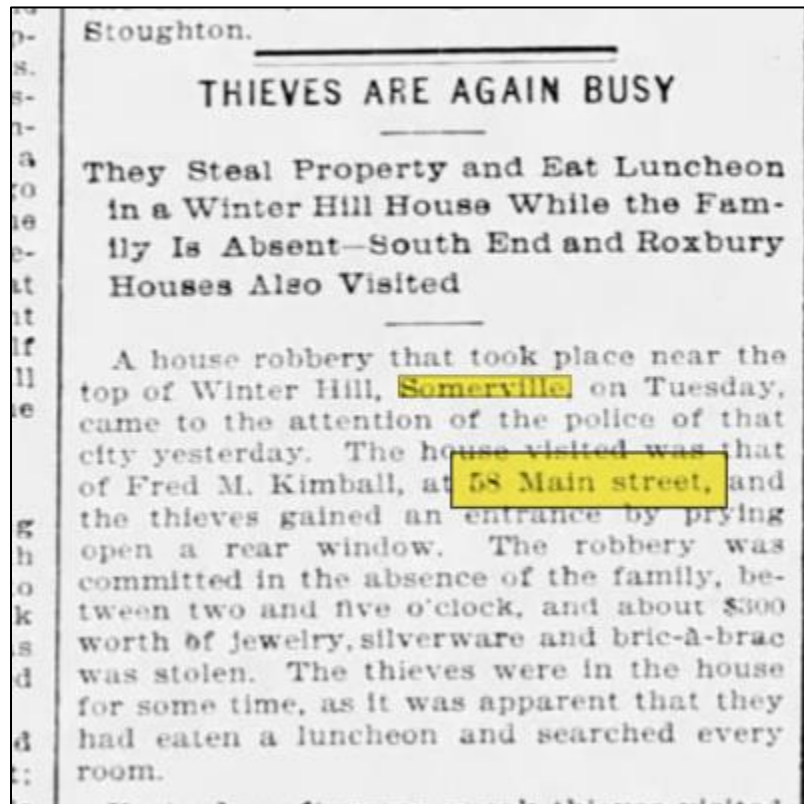 Stoughton.
THIEVES ARE AGAIN BUSY
They Steal Property and Eat Luncheon
in a Winter Hill House While the Fam-
ily Is Absent—South End and Roxbury
Houses Also Visited
A house robbery that took place near the
top of Winter Hill, Somerville, on Tuesday,
came to the attention of the police of that
city yesterday. The house visited was that
of Fred M. Kimball, at 58 Main street, and
the thieves gained an entrance by prying
open a rear window. The robbery was
committed in the absence of the family, be-
tween two and five o'clock, and about $300
worth of jewelry, silverware and bric-à-brac
was stolen. The thieves were in the house
for some time, as it was apparent that they
had eaten a luncheon and searched every
room.